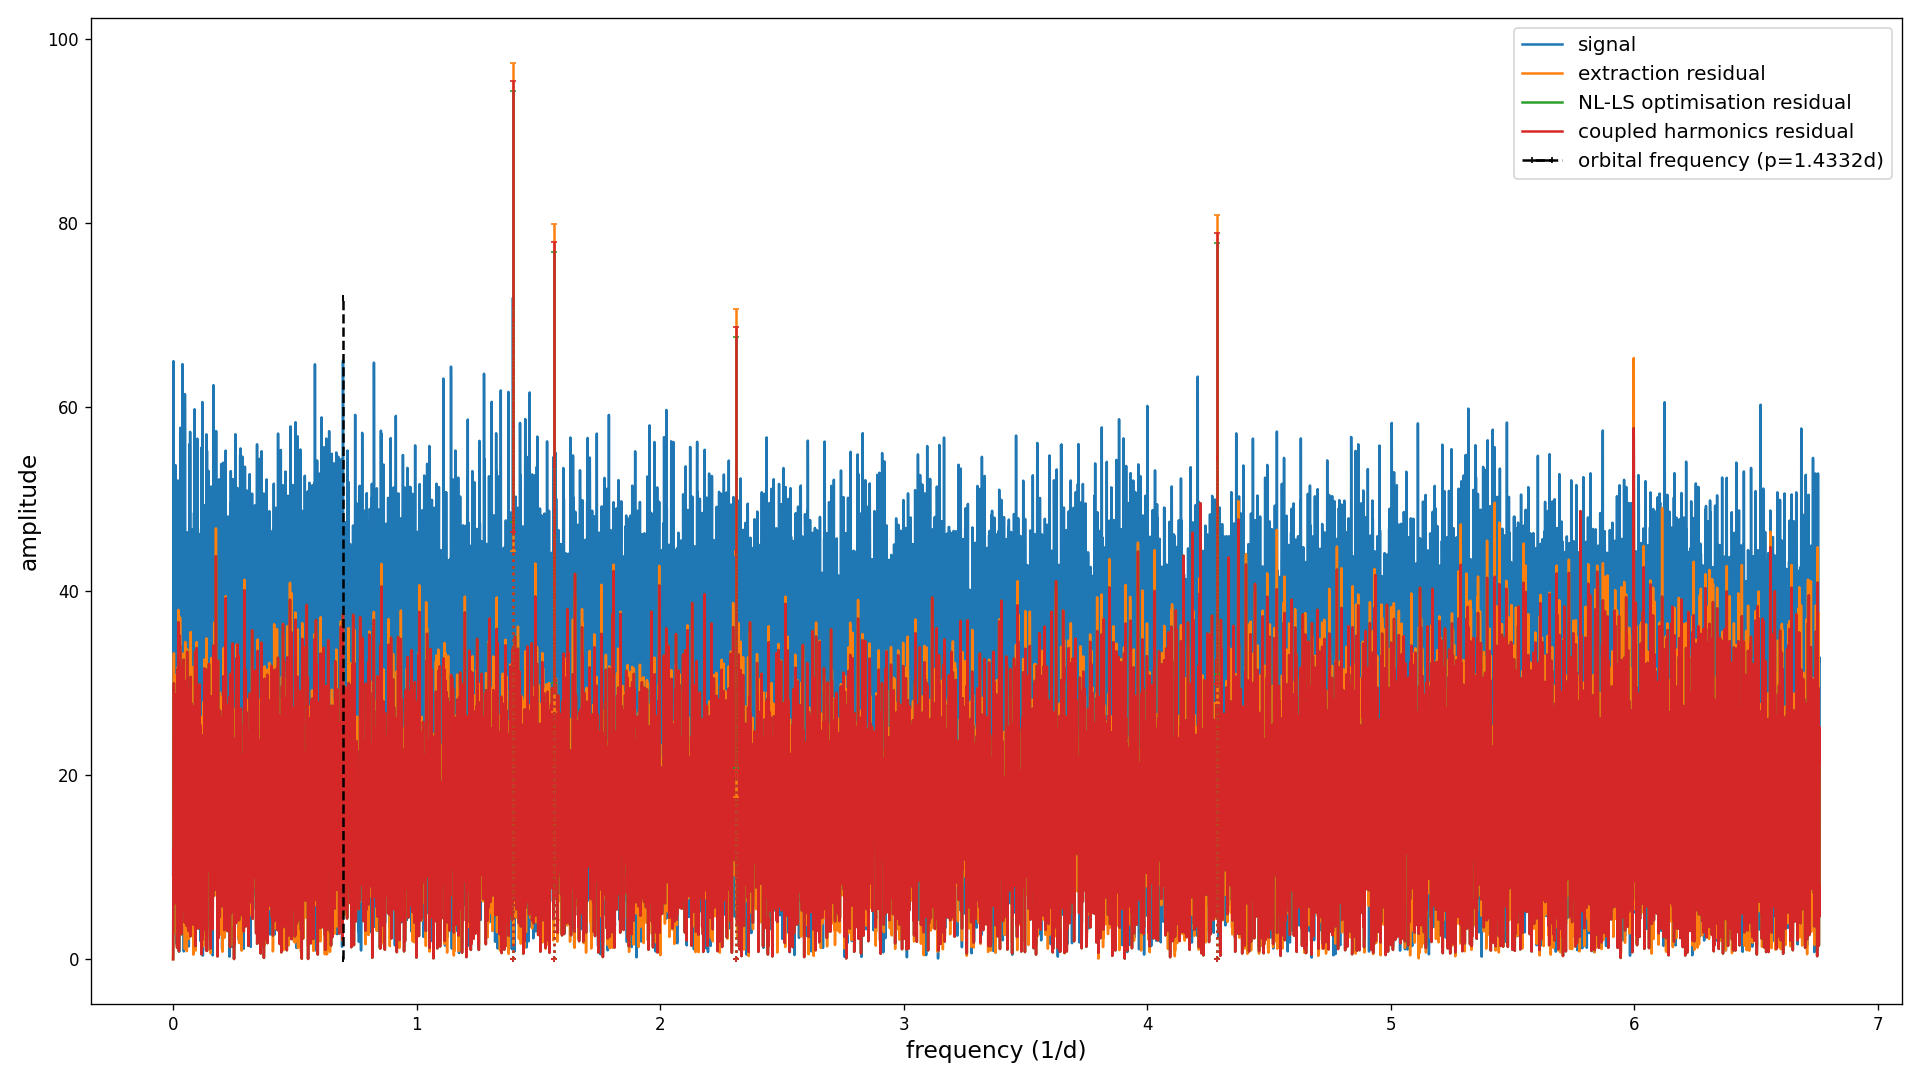 100
80
60
40
20
0
amplitude
signal
extraction residual
NL-LS optimisation residual
coupled harmonics residual
orbital frequency (p=1.4332d)
0 1 2 3 4 5 6 7
frequency (1/d)